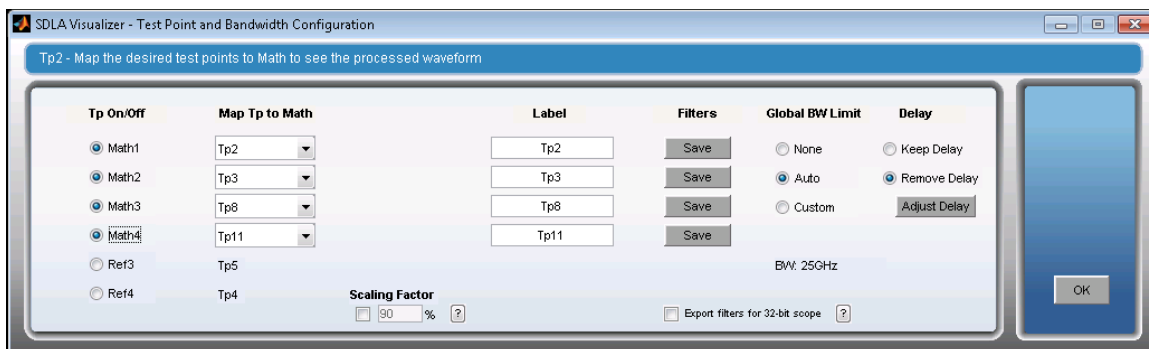 SDLA Visualizer - Test Point and Bandwidth Configuration
Tp2 - Map the desired test points to Math to see the processed waveform
Tp On/Off Map Tp to Math Label Filters Global BW Limit Delay
Math1 Tp2 Tp2 Save None Keep Delay
Math2 Tp3 Tp3 Save Auto Remove Delay
Math3 Tp8 Tp8 Save Custom Adjust Delay
Math4 Tp11 Tp11 Save
Ref3 Tp5 BW: 25GHz
Ref4 Tp4 OK
Scaling Factor
90 % ? Export filters for 32-bit scope ?